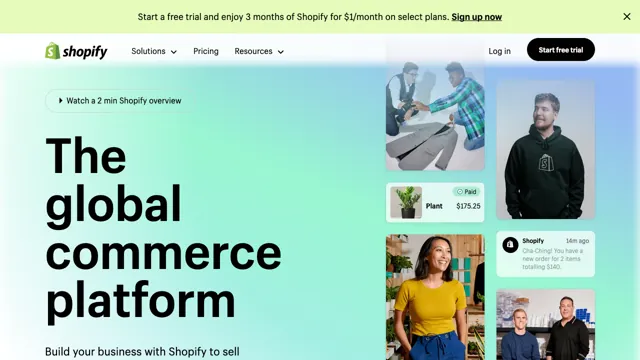 Start a free trial and enjoy 3 months of Shopify for $1/month on select plans. Sign up now
shopify
Solutions
Pricing
Resources
Log in
Start free trial
Watch a 2 min Shopify overview
The
global
commerce
platform
Build your business with Shopify to sell
Paid
Plant
$175.25
Shopify
14m ago
Cha Ching! You have a
new order for 2 items
totalling $140.